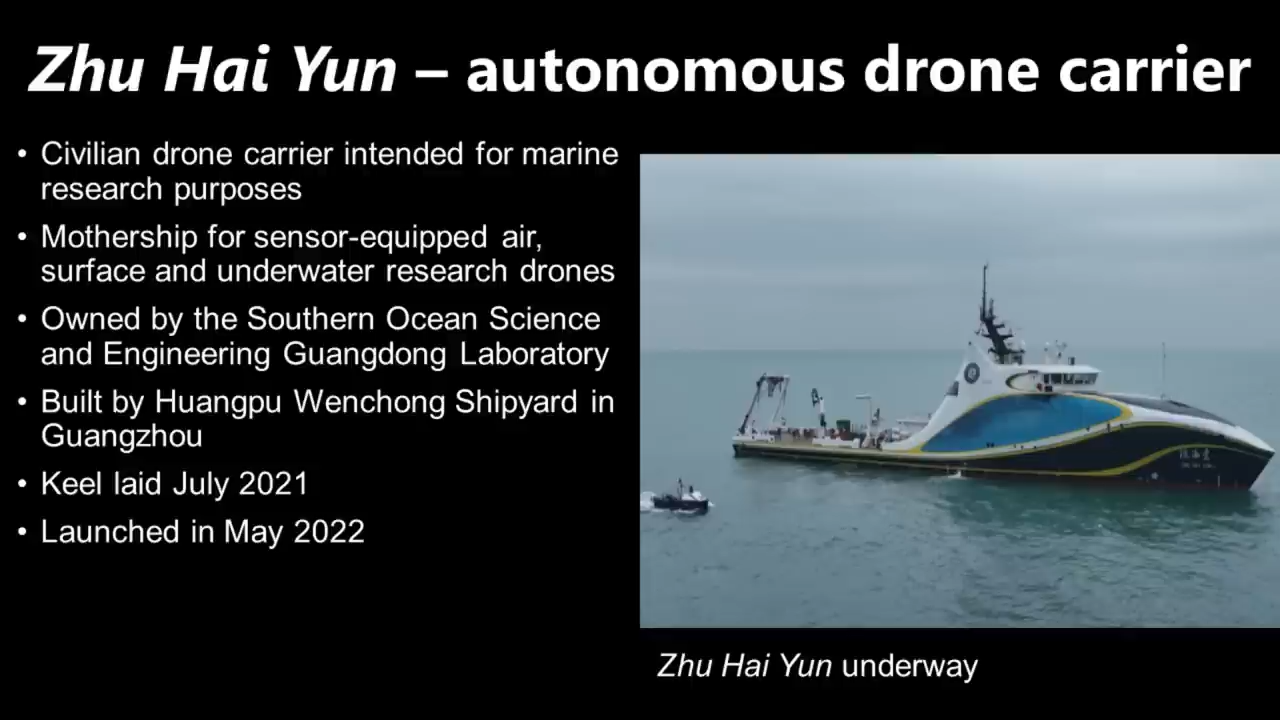 Zhu Hai Yun – autonomous drone carrier
• Civilian drone carrier intended for marine
research purposes
• Mothership for sensor-equipped air,
surface and underwater research drones
• Owned by the Southern Ocean Science
and Engineering Guangdong Laboratory
• Built by Huangpu Wenchong Shipyard in
Guangzhou
• Keel laid July 2021
• Launched in May 2022
Zhu Hai Yun underway